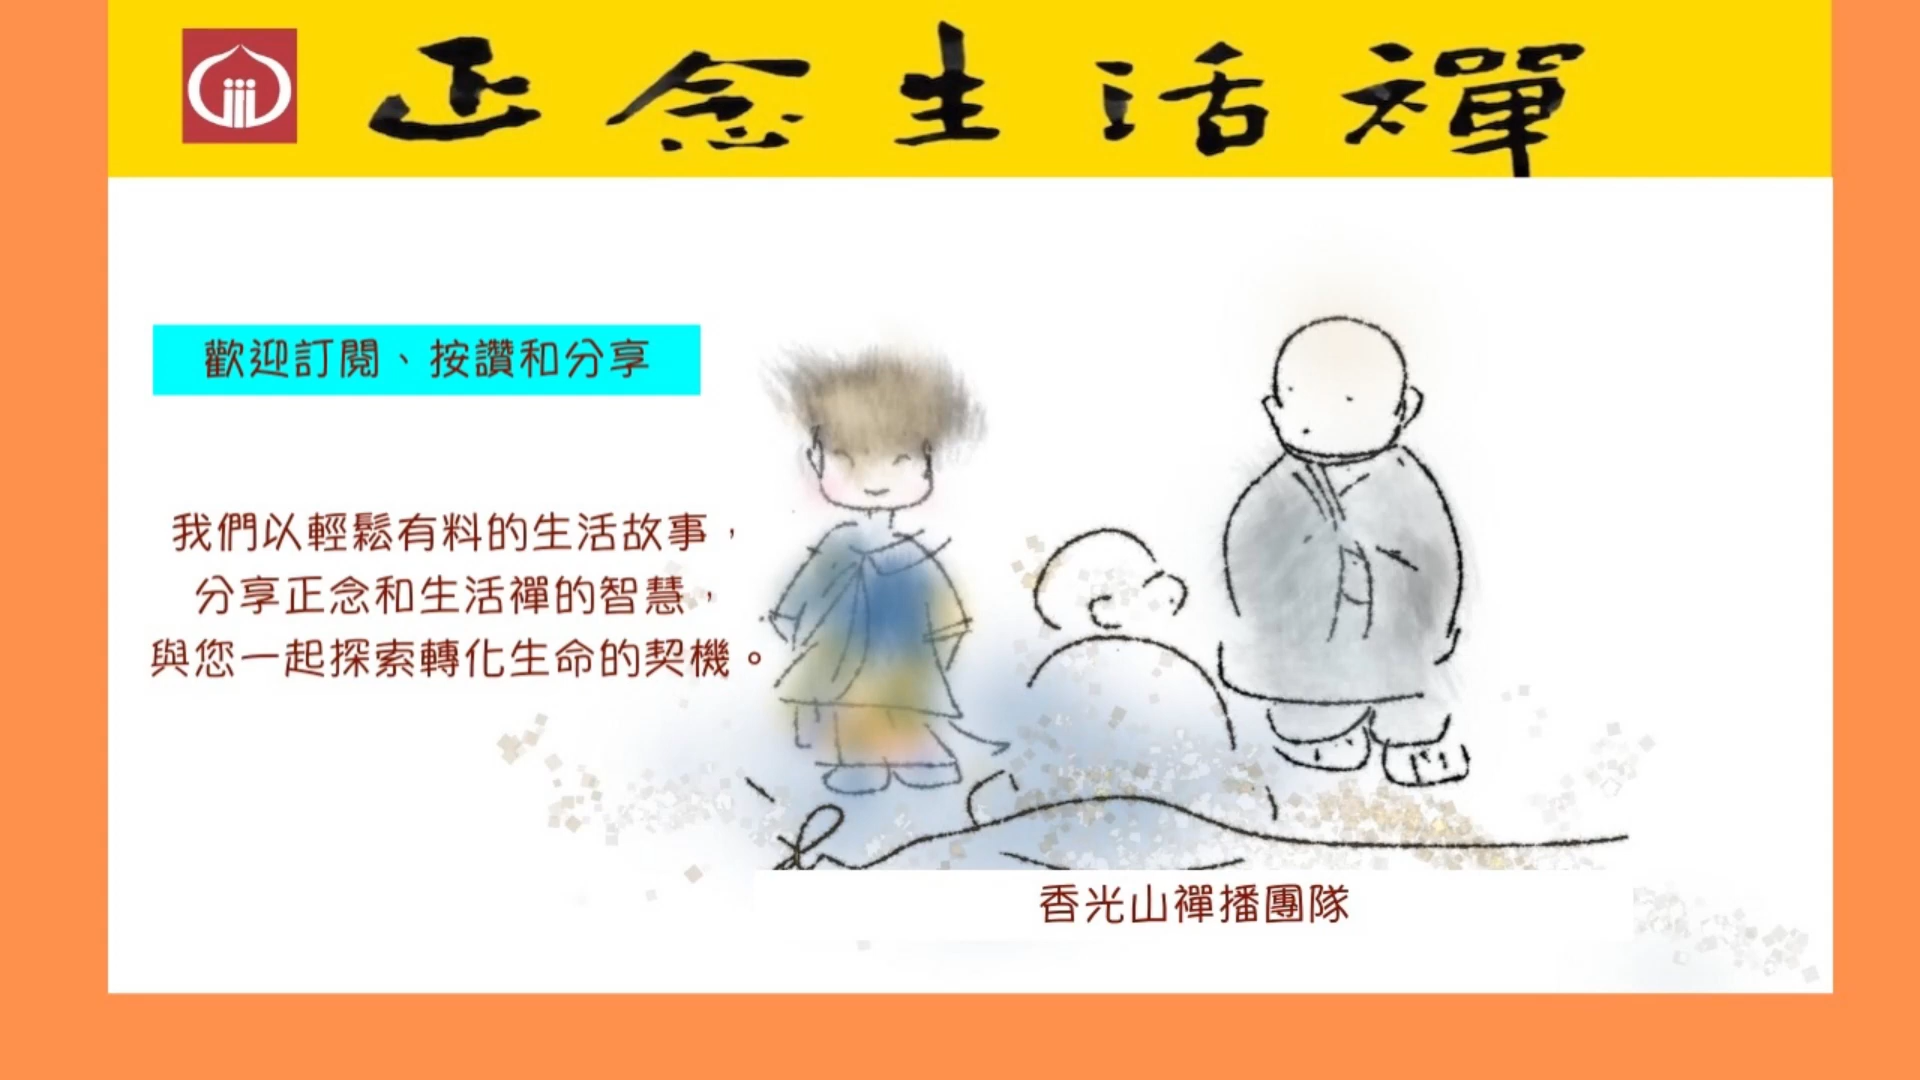 正念生活禪
歡迎訂閱、按讚和分享
我們以輕鬆有料的生活故事，
分享正念和生活禪的智慧，
與您一起探索轉化生命的契機。
香光山禪播團隊